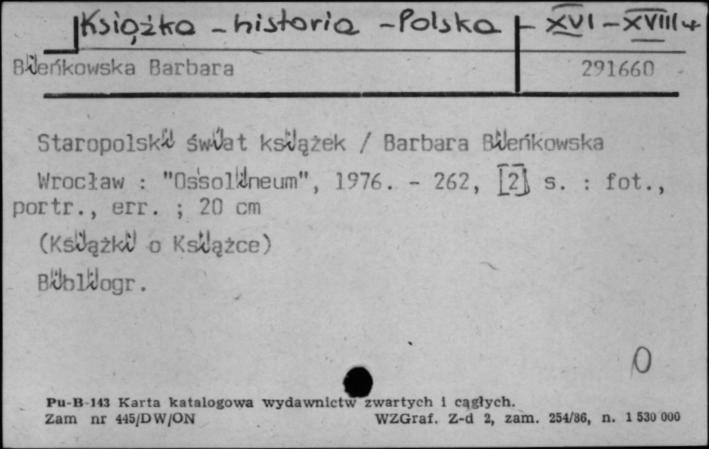 Książka - historia - Polska - XVI - XVIII w
Bieńkowska Barbara 291660
Staropolski świat książek / Barbara Bieńkowska
Wrocław : "Ossolineum", 1976. - 262, [2] s. : fot.,
portr., err. ; 20 cm
(Książki o Książce)
Bibliogr.
0
Pu-B-143 Karta katalogowa wydawnictw zwartych i cągłych.
Zam nr 445/DW/ON WZGraf. Z-d 2, zam. 254/86, n. 1 530 000